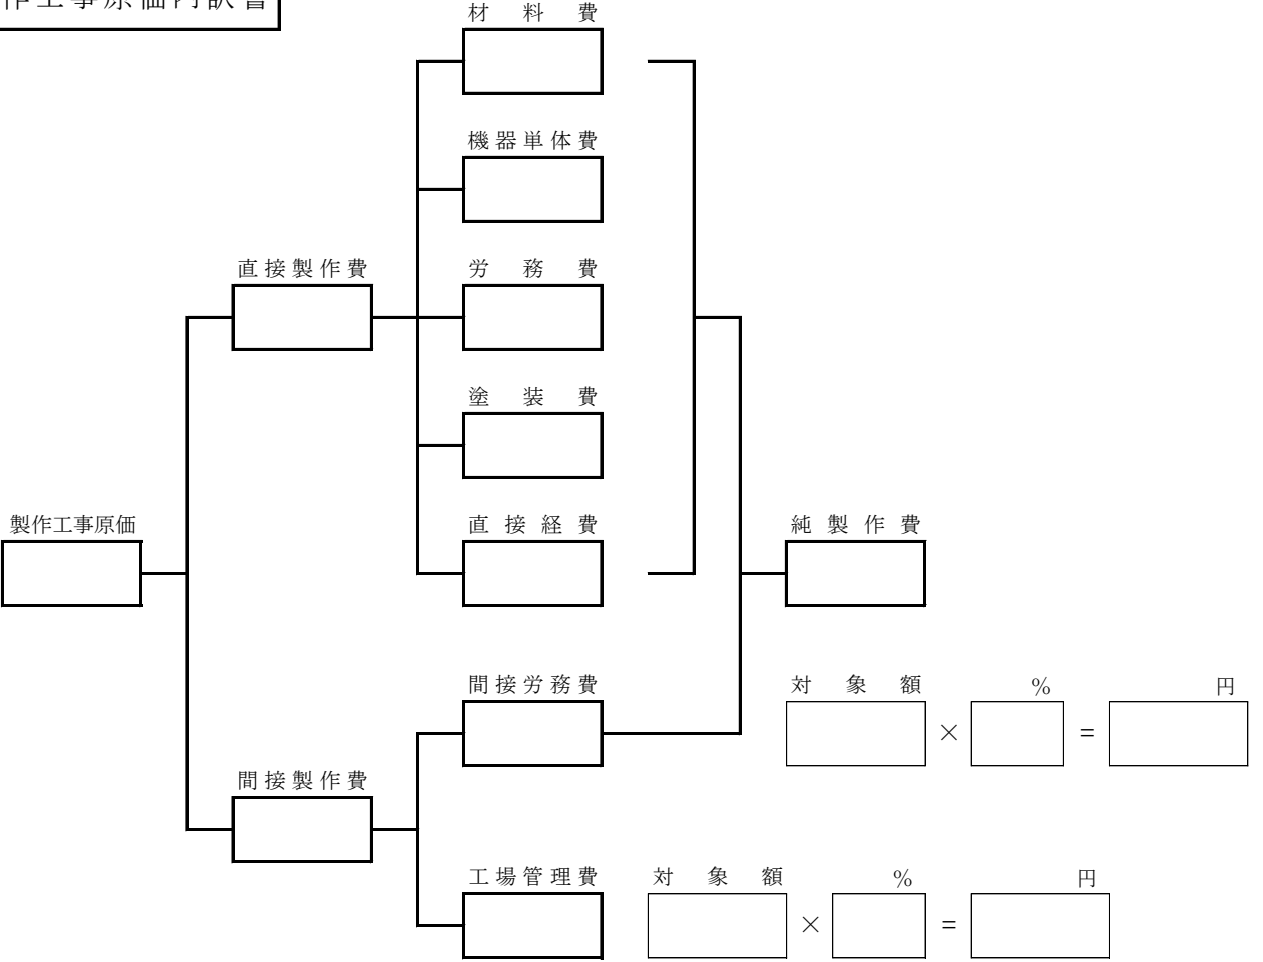 作工事原価内訳書
材料費
機器単体費
直接製作費
労務費
塗装費
製作工事原価
直接経費
純製作費
間接労務費
対象額 % 円
× =
間接製作費
工場管理費
対象額 % 円
× =